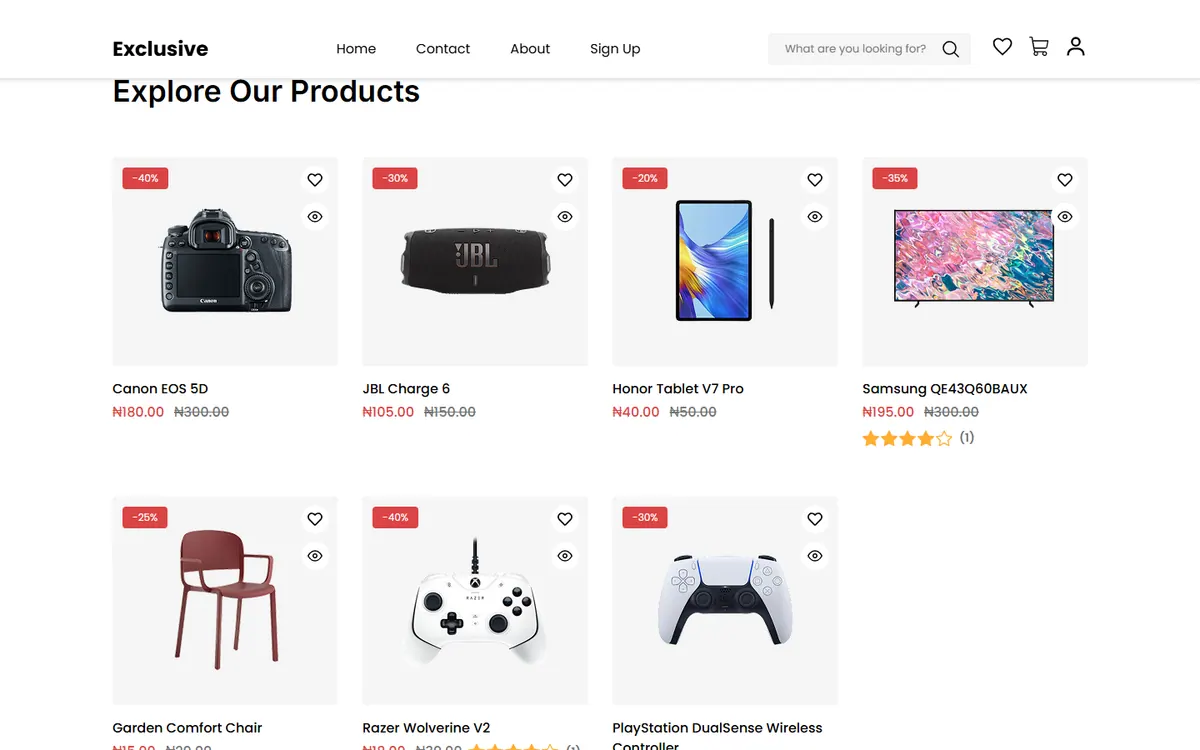 Exclusive
Home
Contact
About
Sign Up
What are you looking for?
Explore Our Products
-40%
-30%
-20%
-35%
Canon
JBL
Canon EOS 5D
JBL Charge 6
Honor Tablet V7 Pro
Samsung QE43Q60BAUX
₦180.00 ₦300.00
₦105.00 ₦150.00
₦40.00 ₦50.00
₦195.00 ₦300.00
(1)
-25%
-40%
-30%
RAZER
Garden Comfort Chair
Razer Wolverine V2
PlayStation DualSense Wireless
Controller